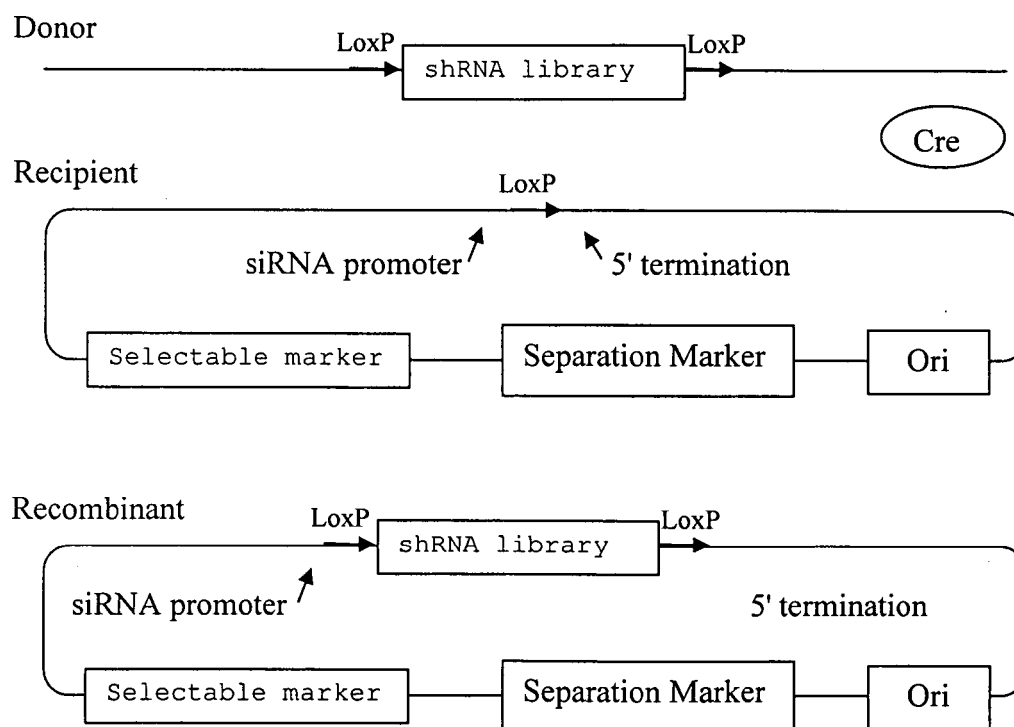 Donor
LoxP LoxP
shRNA library
Cre
Recipient
LoxP
siRNA promoter 5' termination
Selectable marker Separation Marker Ori
Recombinant
LoxP LoxP
shRNA library
siRNA promoter 5' termination
Selectable marker Separation Marker Ori